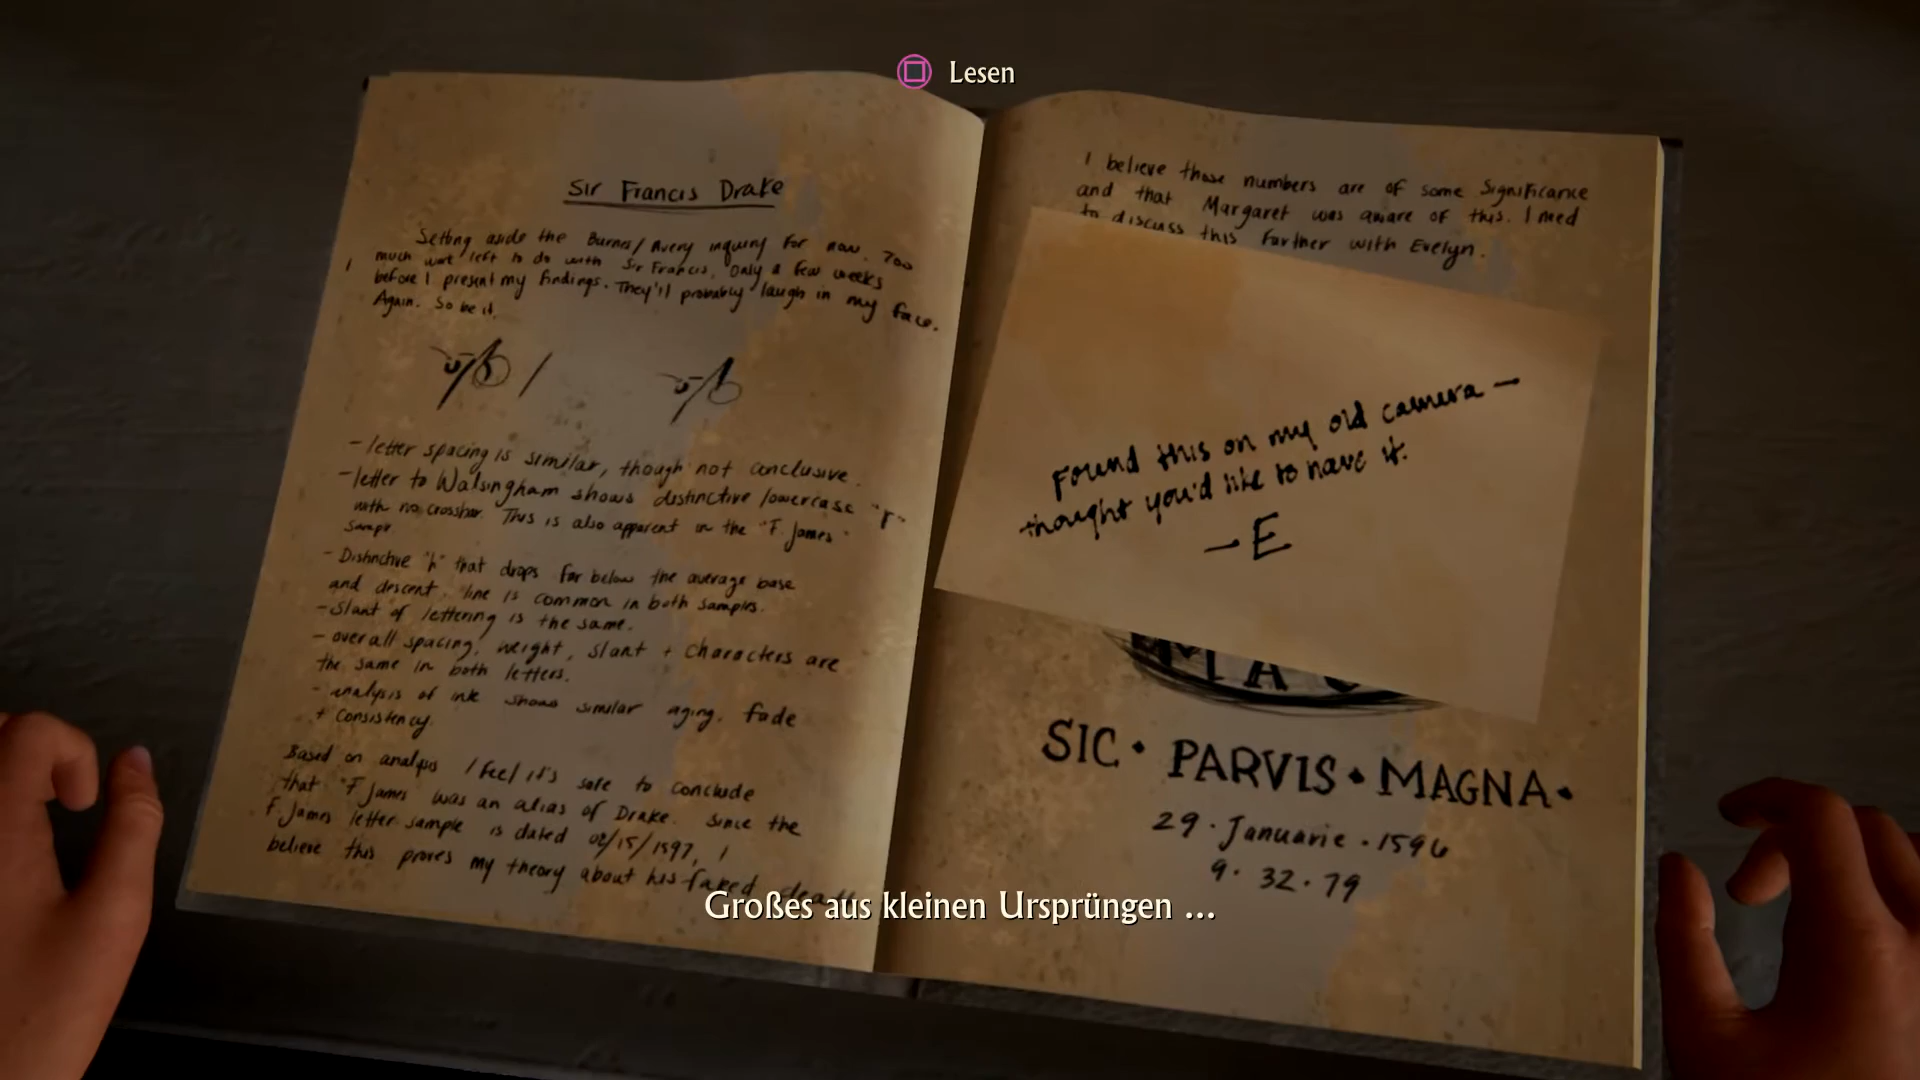 Lesen
Sir Francis Drake
Setting aside the Burnes/Avery inquiry for now. Too
much work left to do with Sir Francis, only a few weeks
before I present my findings. They'll probably laugh in my face.
Again. So be it.
- letter spacing is similar, though not conclusive.
- letter to Walsingham shows distinctive lowercase "r"
with no crossbar. This is also apparent in the "F. James"
- Distinctive "h" that drops far below the average base
and descent. line is common in both samples.
- Slant of lettering is the same.
- overall spacing, weight, slant + characters are
the same in both letters.
- analysis of ink shows similar aging, fade
+ consistency.
Based on analysis I feel it's safe to conclude
that "F James" was an alias of Drake. Since the
F. James letter sample is dated 02/15/1597, I
believe this proves my theory about his faked death
I believe those numbers are of some significance
and that Margaret was aware of this. I need
to discuss this further with Evelyn.
Found this on my old camera —
thought you'd like to have it.
— E
MAG
SIC • PARVIS • MAGNA •
29 · Januarie · 1596
9 · 32 · 79
Großes aus kleinen Ursprüngen ...